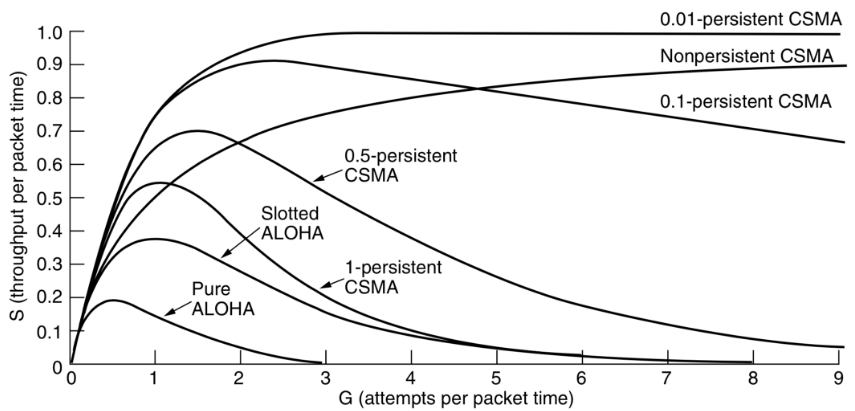 0.01-persistent CSMA
Nonpersistent CSMA
0.1-persistent CSMA
0.5-persistent
CSMA
Slotted
ALOHA
1-persistent
CSMA
Pure
ALOHA
S (throughput per packet time)
1.0
0.9
0.8
0.7
0.6
0.5
0.4
0.3
0.2
0.1
0
0 1 2 3 4 5 6 7 8 9
G (attempts per packet time)